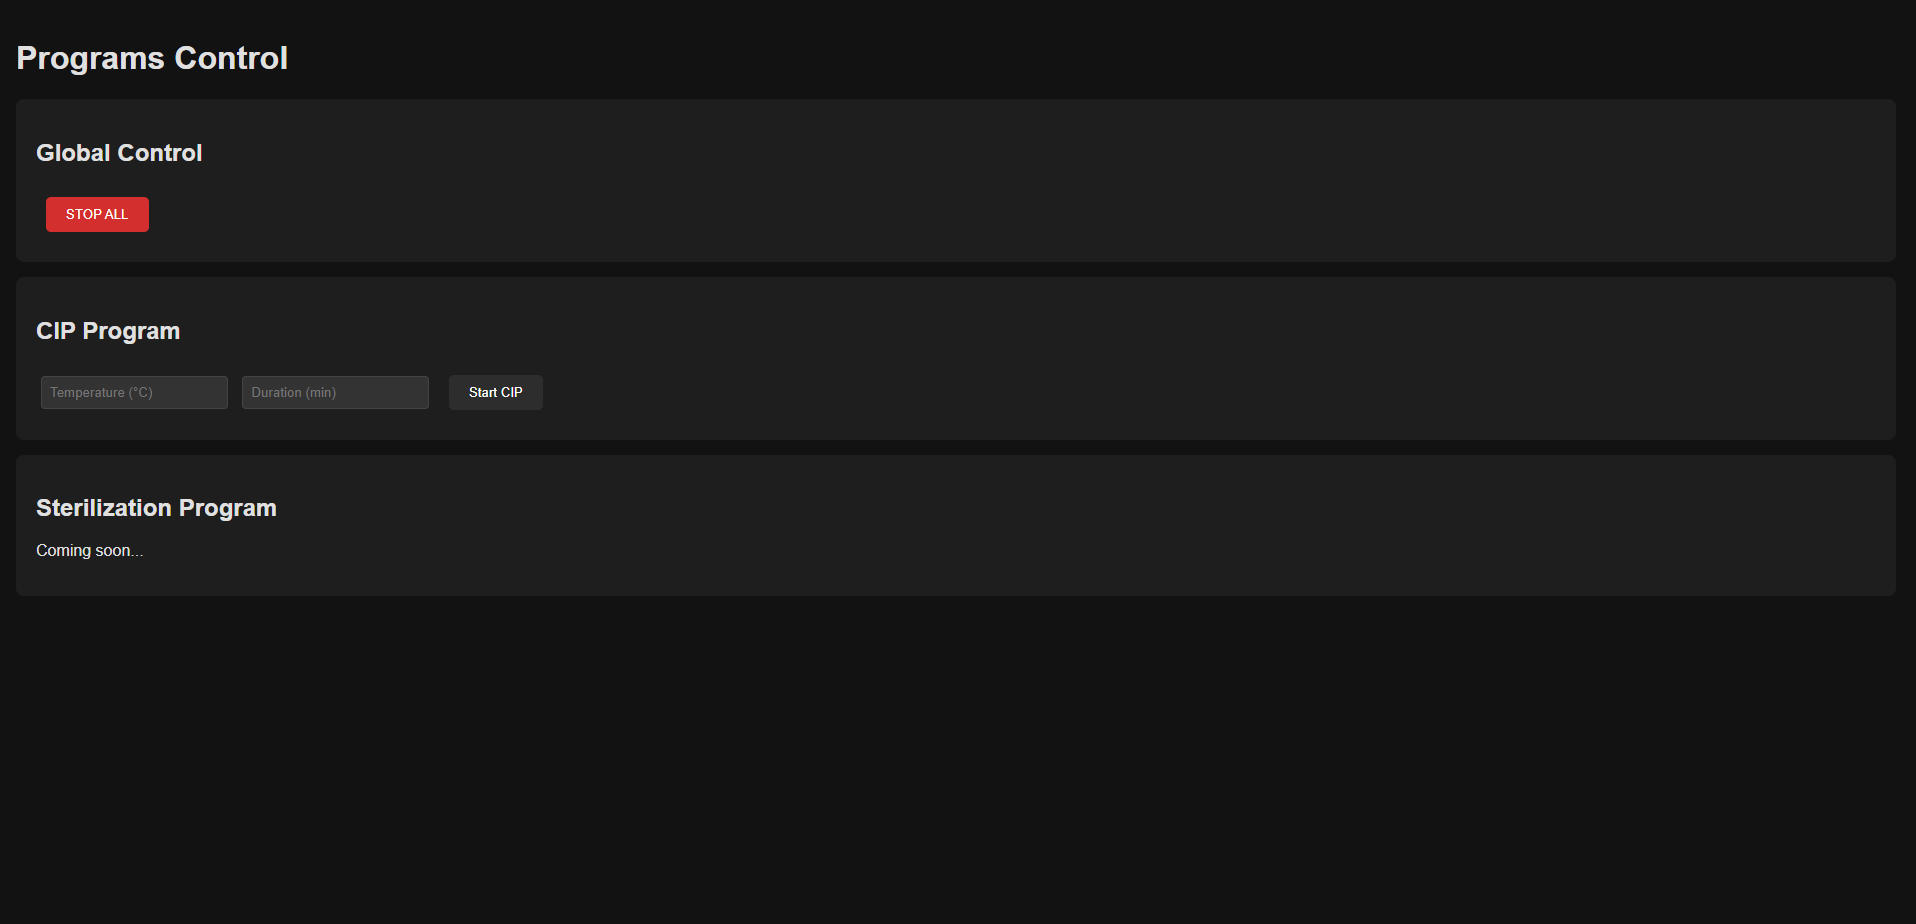 Programs Control
Global Control
STOP ALL
CIP Program
Temperature (°C) Duration (min) Start CIP
Sterilization Program
Coming soon...